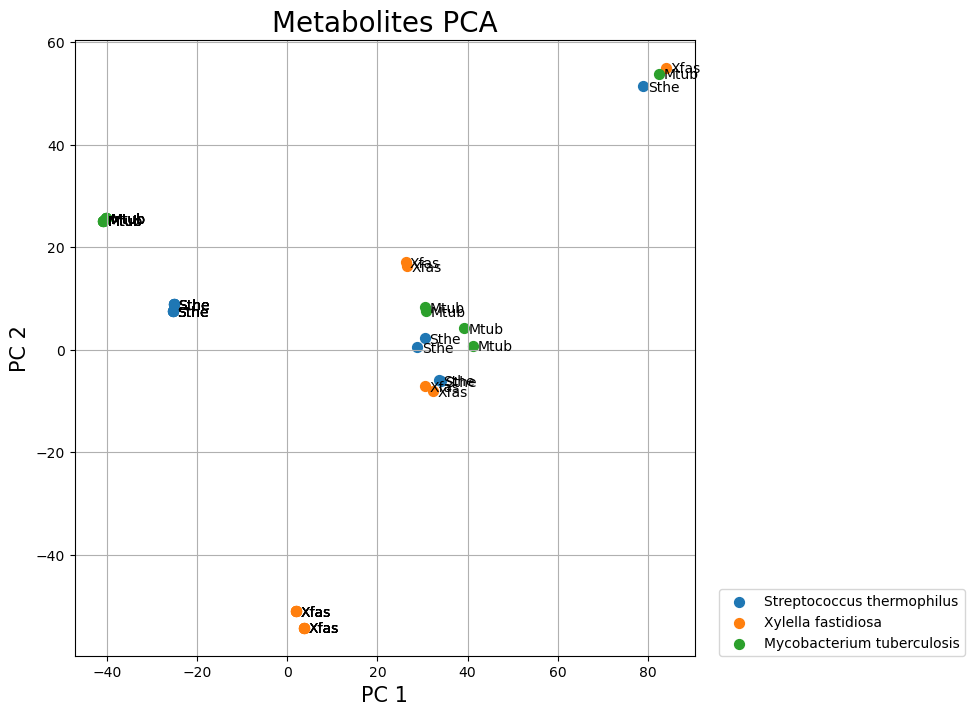 Metabolites PCA
60
Xfas
Mtub
Sthe
40
Mtub
Mtub
20
Xfas
Xfas
Sthe
Sthe
Mtub
Mtub
Mtub
Sthe
Mtub
Sthe
0
Sthe
Sthe
Xfas
Xfas
−20
−40
Xfas
Xfas
−40
−20
0
20
40
60
80
PC 1
PC 2
Streptococcus thermophilus
Xylella fastidiosa
Mycobacterium tuberculosis